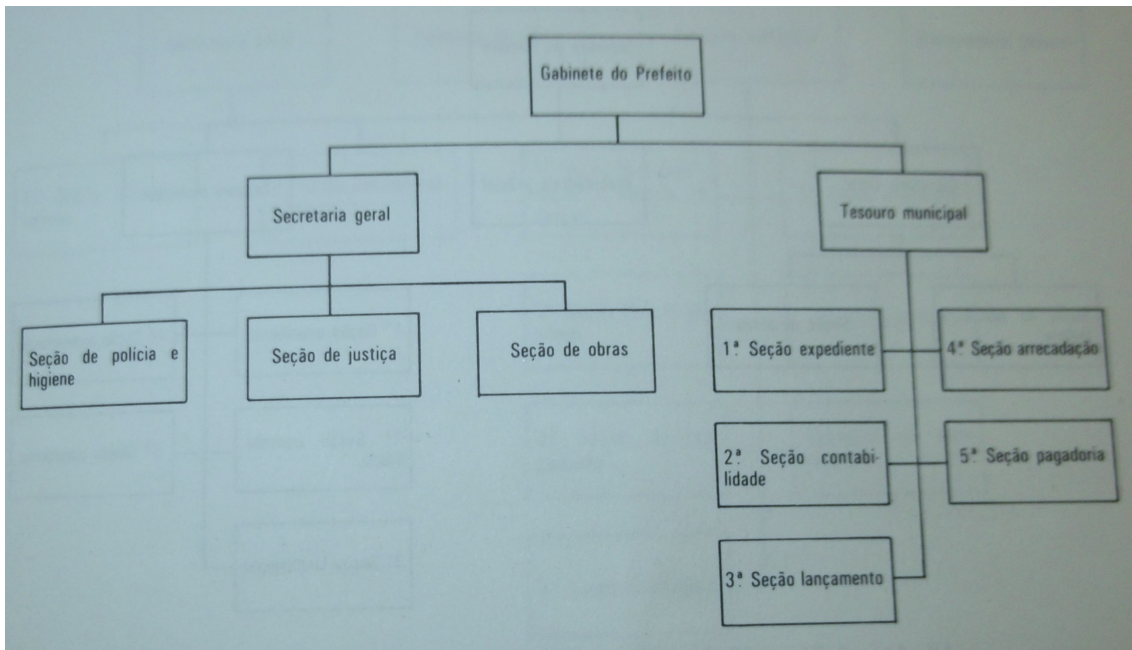 Gabinete do Prefeito
Secretaria geral
Tesouro municipal
Seção de polícia e
higiene
Seção de justiça
Seção de obras
1ª Seção expediente
4ª Seção arrecadação
2ª Seção contabi-
lidade
5ª Seção pagadoria
3ª Seção lançamento